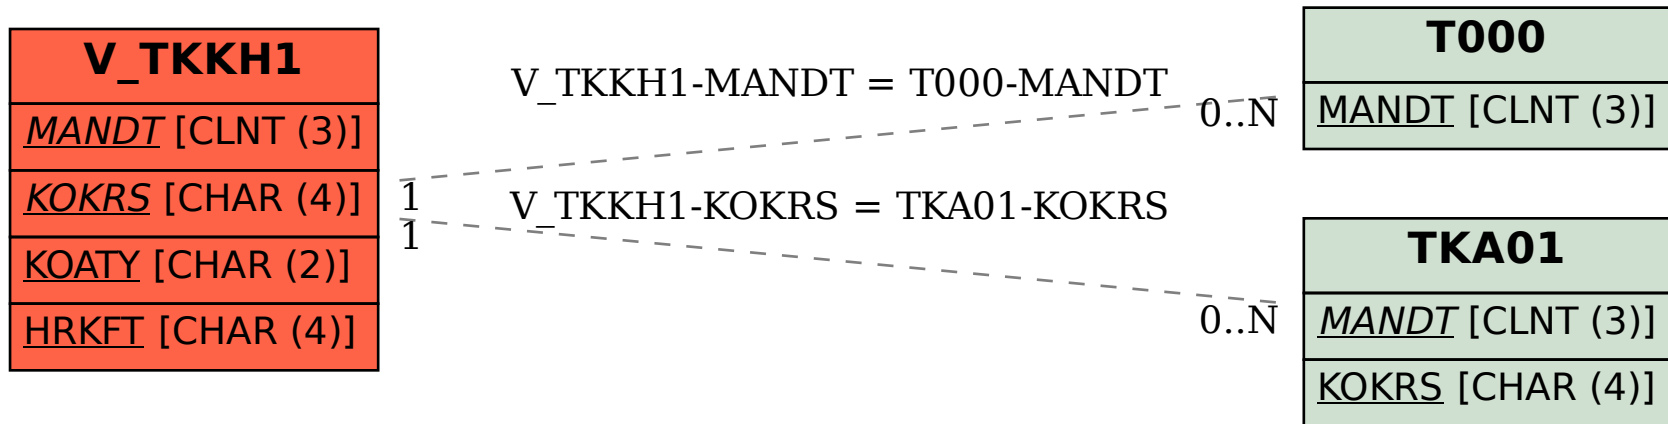 V_TKKH1
MANDT [CLNT (3)]
KOKRS [CHAR (4)]
KOATY [CHAR (2)]
HRKFT [CHAR (4)]
V_TKKH1-MANDT = T000-MANDT
0..N
1
V_TKKH1-KOKRS = TKA01-KOKRS
1
0..N
T000
MANDT [CLNT (3)]
TKA01
MANDT [CLNT (3)]
KOKRS [CHAR (4)]